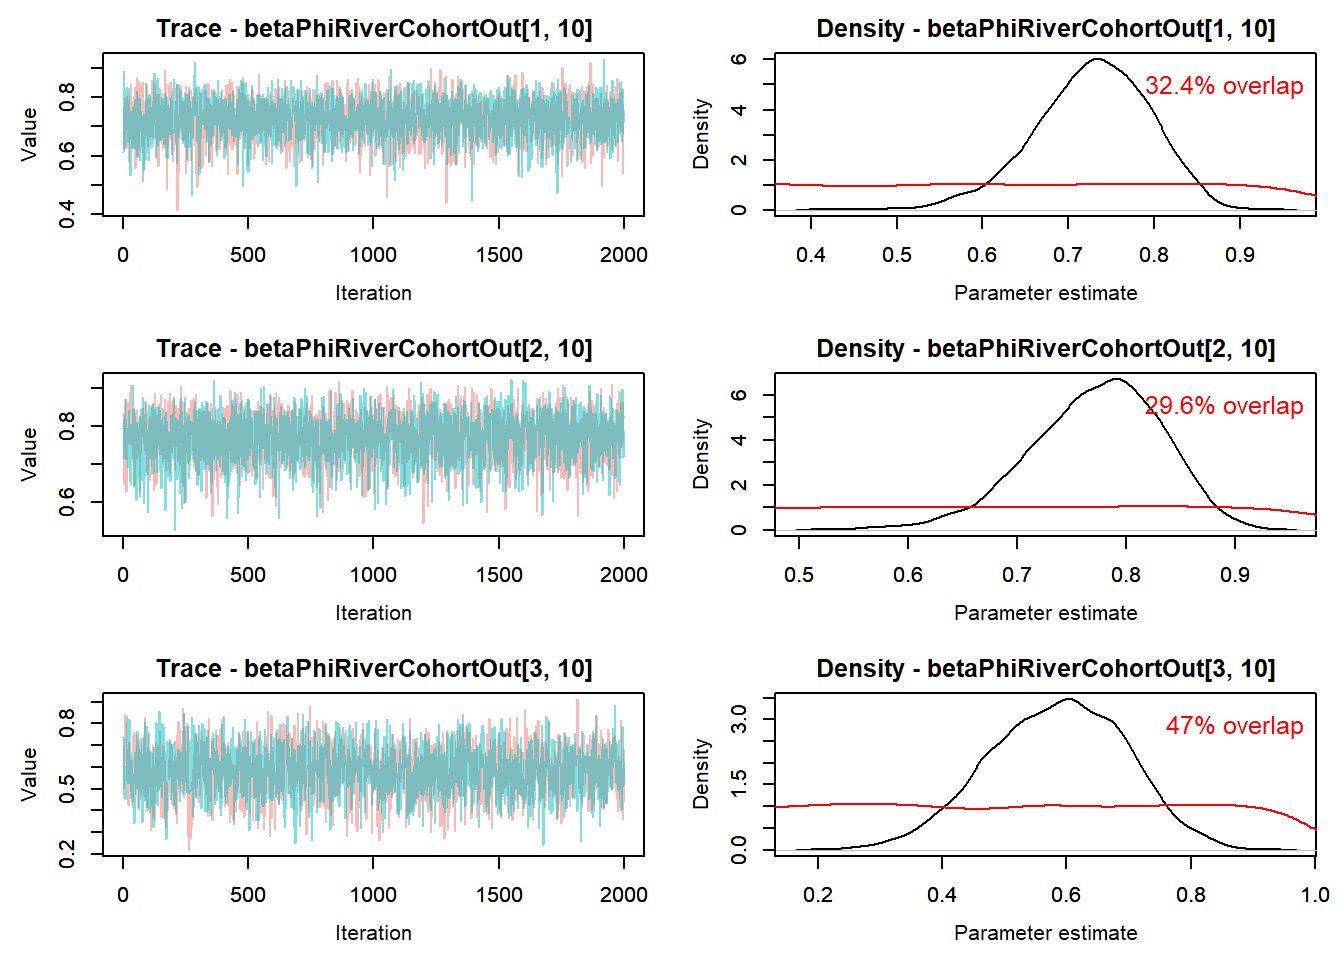 Trace - betaPhiRiverCohortOut[1, 10]
Value
0.4 0.6 0.8
0 500 1000 1500 2000
Iteration
Density - betaPhiRiverCohortOut[1, 10]
32.4% overlap
Density
0 2 4 6
0.4 0.5 0.6 0.7 0.8 0.9
Parameter estimate
Trace - betaPhiRiverCohortOut[2, 10]
Value
0.6 0.8
0 500 1000 1500 2000
Iteration
Density - betaPhiRiverCohortOut[2, 10]
29.6% overlap
Density
0 2 4 6
0.5 0.6 0.7 0.8 0.9
Parameter estimate
Trace - betaPhiRiverCohortOut[3, 10]
Value
0.2 0.5 0.8
0 500 1000 1500 2000
Iteration
Density - betaPhiRiverCohortOut[3, 10]
47% overlap
Density
0.0 1.5 3.0
0.2 0.4 0.6 0.8 1.0
Parameter estimate